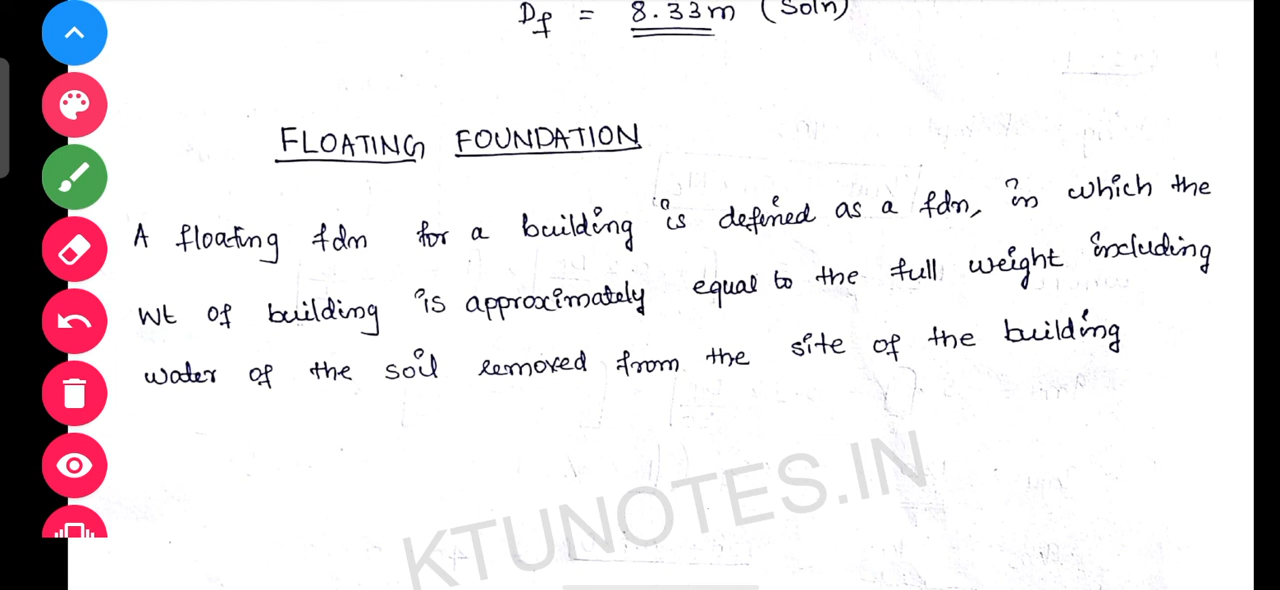 Df = 8.33m (Soln)
FLOATING FOUNDATION
A floating fdn for a building is defined as a fdn, in which the
wt of building is approximately equal to the full weight including
water of the soil removed from the site of the building
KTUNOTES.IN